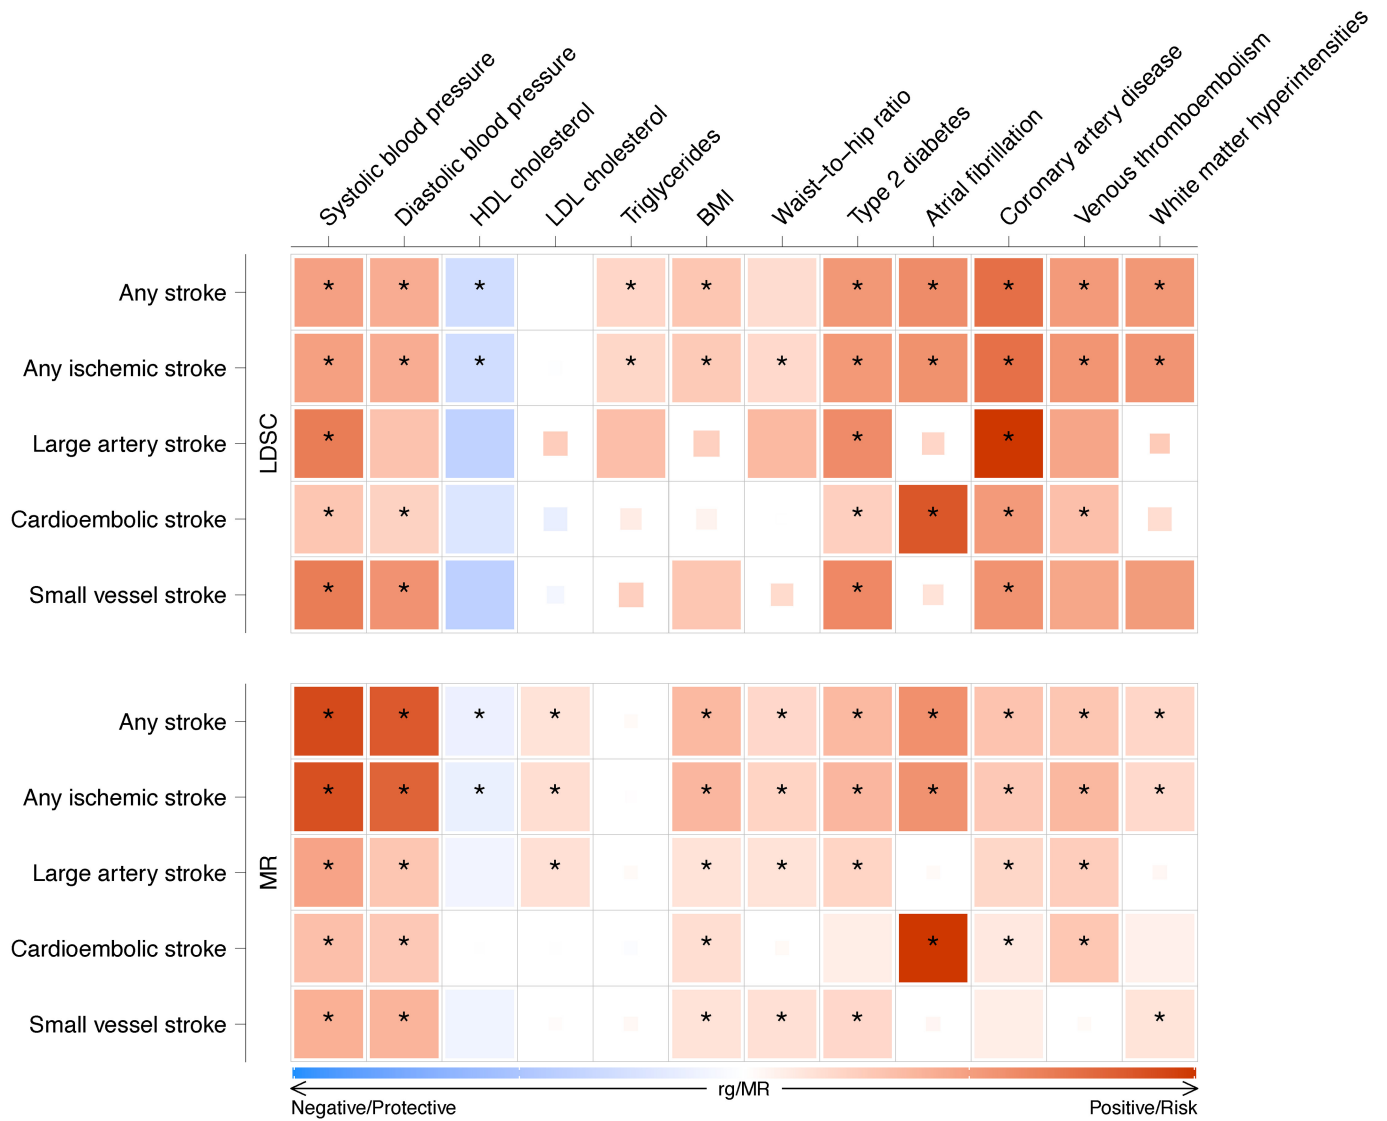 Systolic blood pressure
Diastolic blood pressure
HDL cholesterol
LDL cholesterol
Triglycerides
BMI
Waist−to−hip ratio
Type 2 diabetes
Atrial fibrillation
Coronary artery disease
Venous thromboembolism
White matter hyperintensities
LDSC
Any stroke
* * * * * * * * * *
Any ischemic stroke
* * * * * * * * * * *
Large artery stroke
* * *
Cardioembolic stroke
* * * * *
Small vessel stroke
* * * *
MR
Any stroke
* * * * * * * * * * *
Any ischemic stroke
* * * * * * * * * * *
Large artery stroke
* * * * * * * *
Cardioembolic stroke
* * * * * *
Small vessel stroke
* * * * * *
rg/MR
Negative/Protective
Positive/Risk